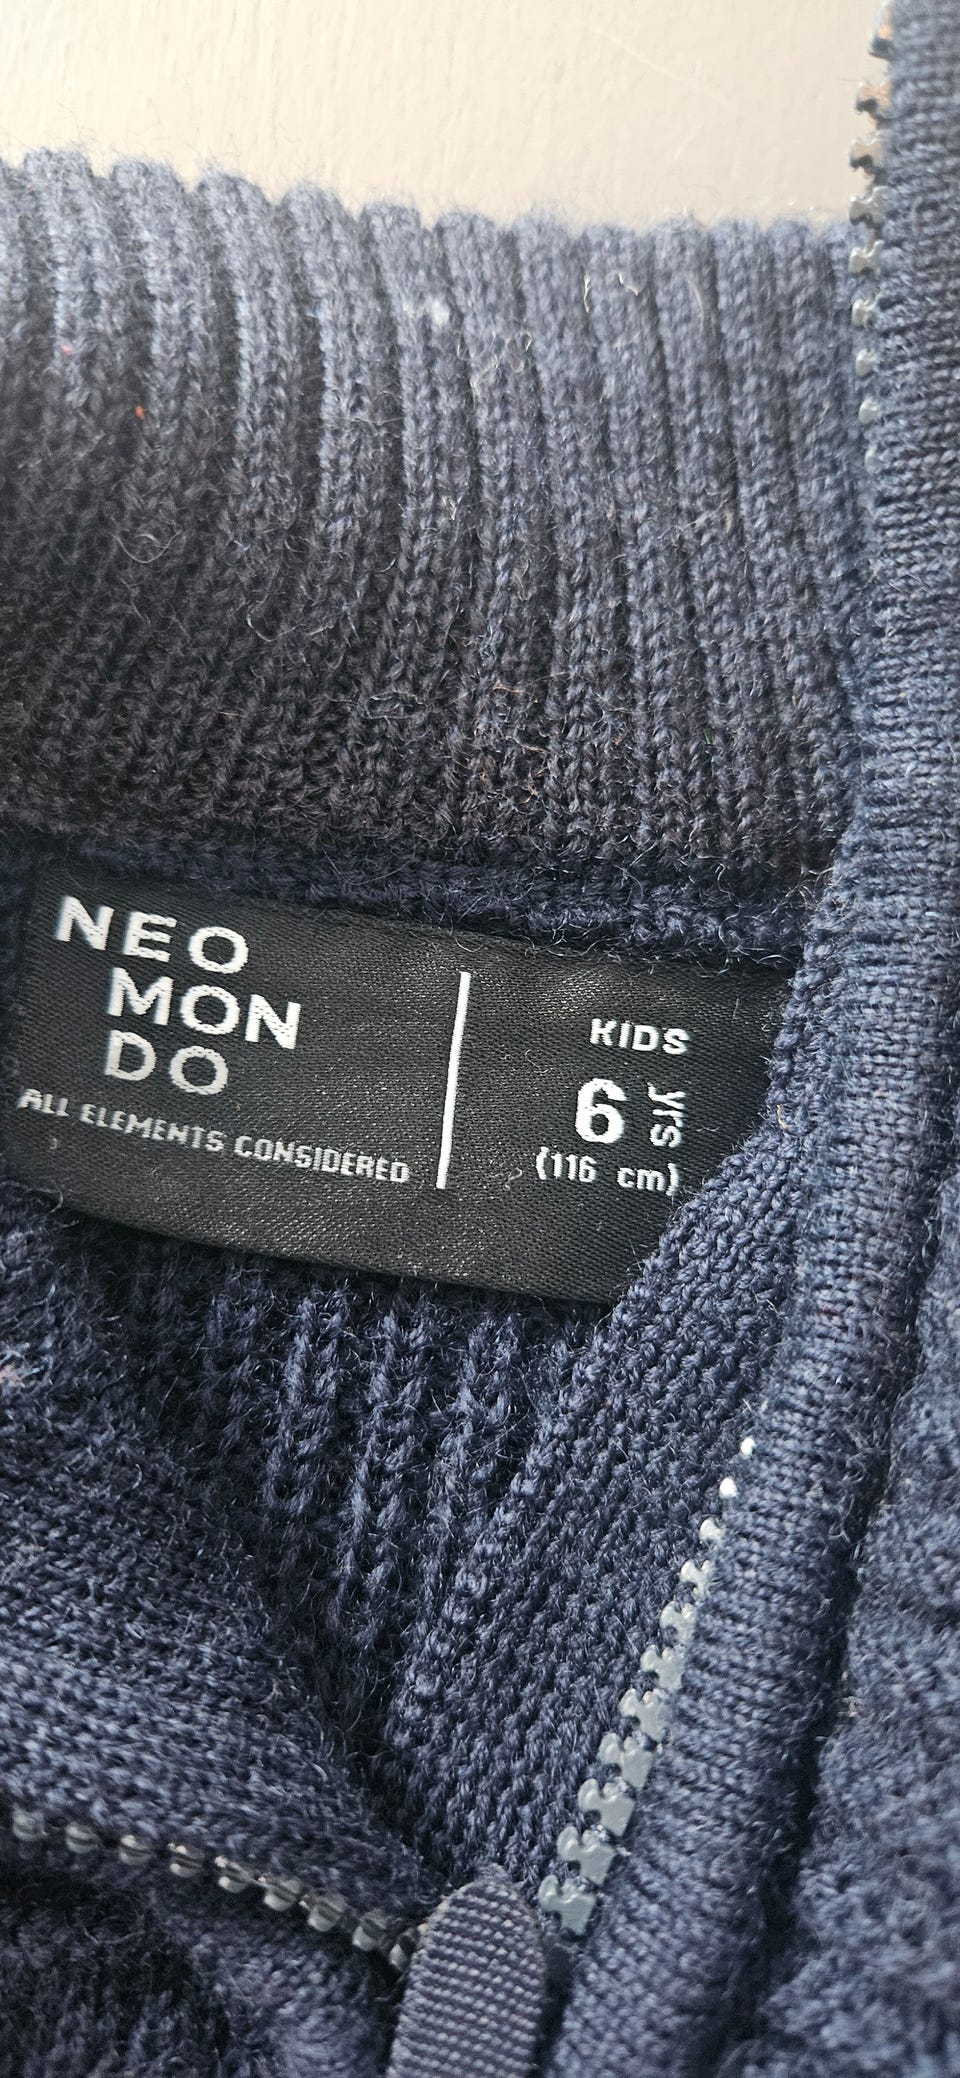 NEO
MON
DO
ALL ELEMENTS CONSIDERED
KIDS
6 yrs
(116 cm)